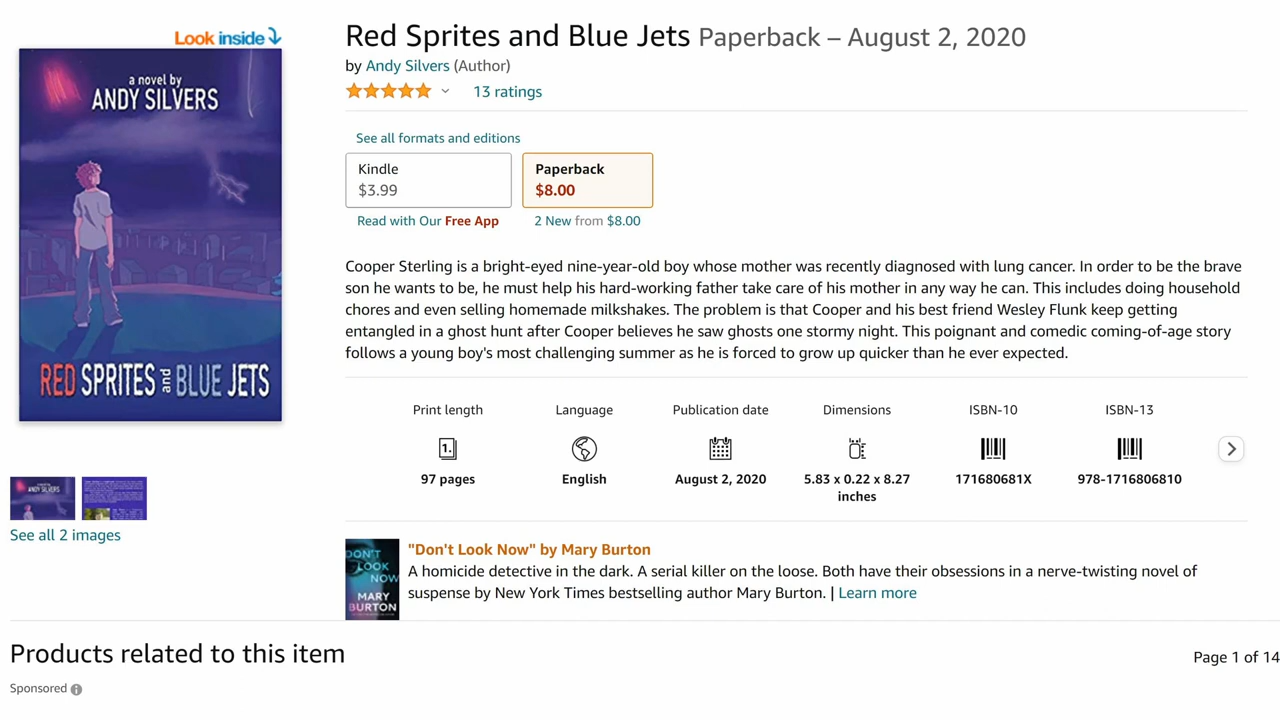 Look inside
a novel by
ANDY SILVERS
RED SPRITES and BLUE JETS
See all 2 images
Red Sprites and Blue Jets Paperback – August 2, 2020
by Andy Silvers (Author)
13 ratings
See all formats and editions
Kindle
$3.99
Read with Our Free App
Paperback
$8.00
2 New from $8.00
Cooper Sterling is a bright-eyed nine-year-old boy whose mother was recently diagnosed with lung cancer. In order to be the brave
son he wants to be, he must help his hard-working father take care of his mother in any way he can. This includes doing household
chores and even selling homemade milkshakes. The problem is that Cooper and his best friend Wesley Flunk keep getting
entangled in a ghost hunt after Cooper believes he saw ghosts one stormy night. This poignant and comedic coming-of-age story
follows a young boy's most challenging summer as he is forced to grow up quicker than he ever expected.
Print length
1.
97 pages
Language
English
Publication date
August 2, 2020
Dimensions
5.83 x 0.22 x 8.27
inches
ISBN-10
171680681X
ISBN-13
978-1716806810
DON'T
LOOK
NOW
MARY
BURTON
"Don't Look Now" by Mary Burton
A homicide detective in the dark. A serial killer on the loose. Both have their obsessions in a nerve-twisting novel of
suspense by New York Times bestselling author Mary Burton. | Learn more
Products related to this item
Page 1 of 14
Sponsored